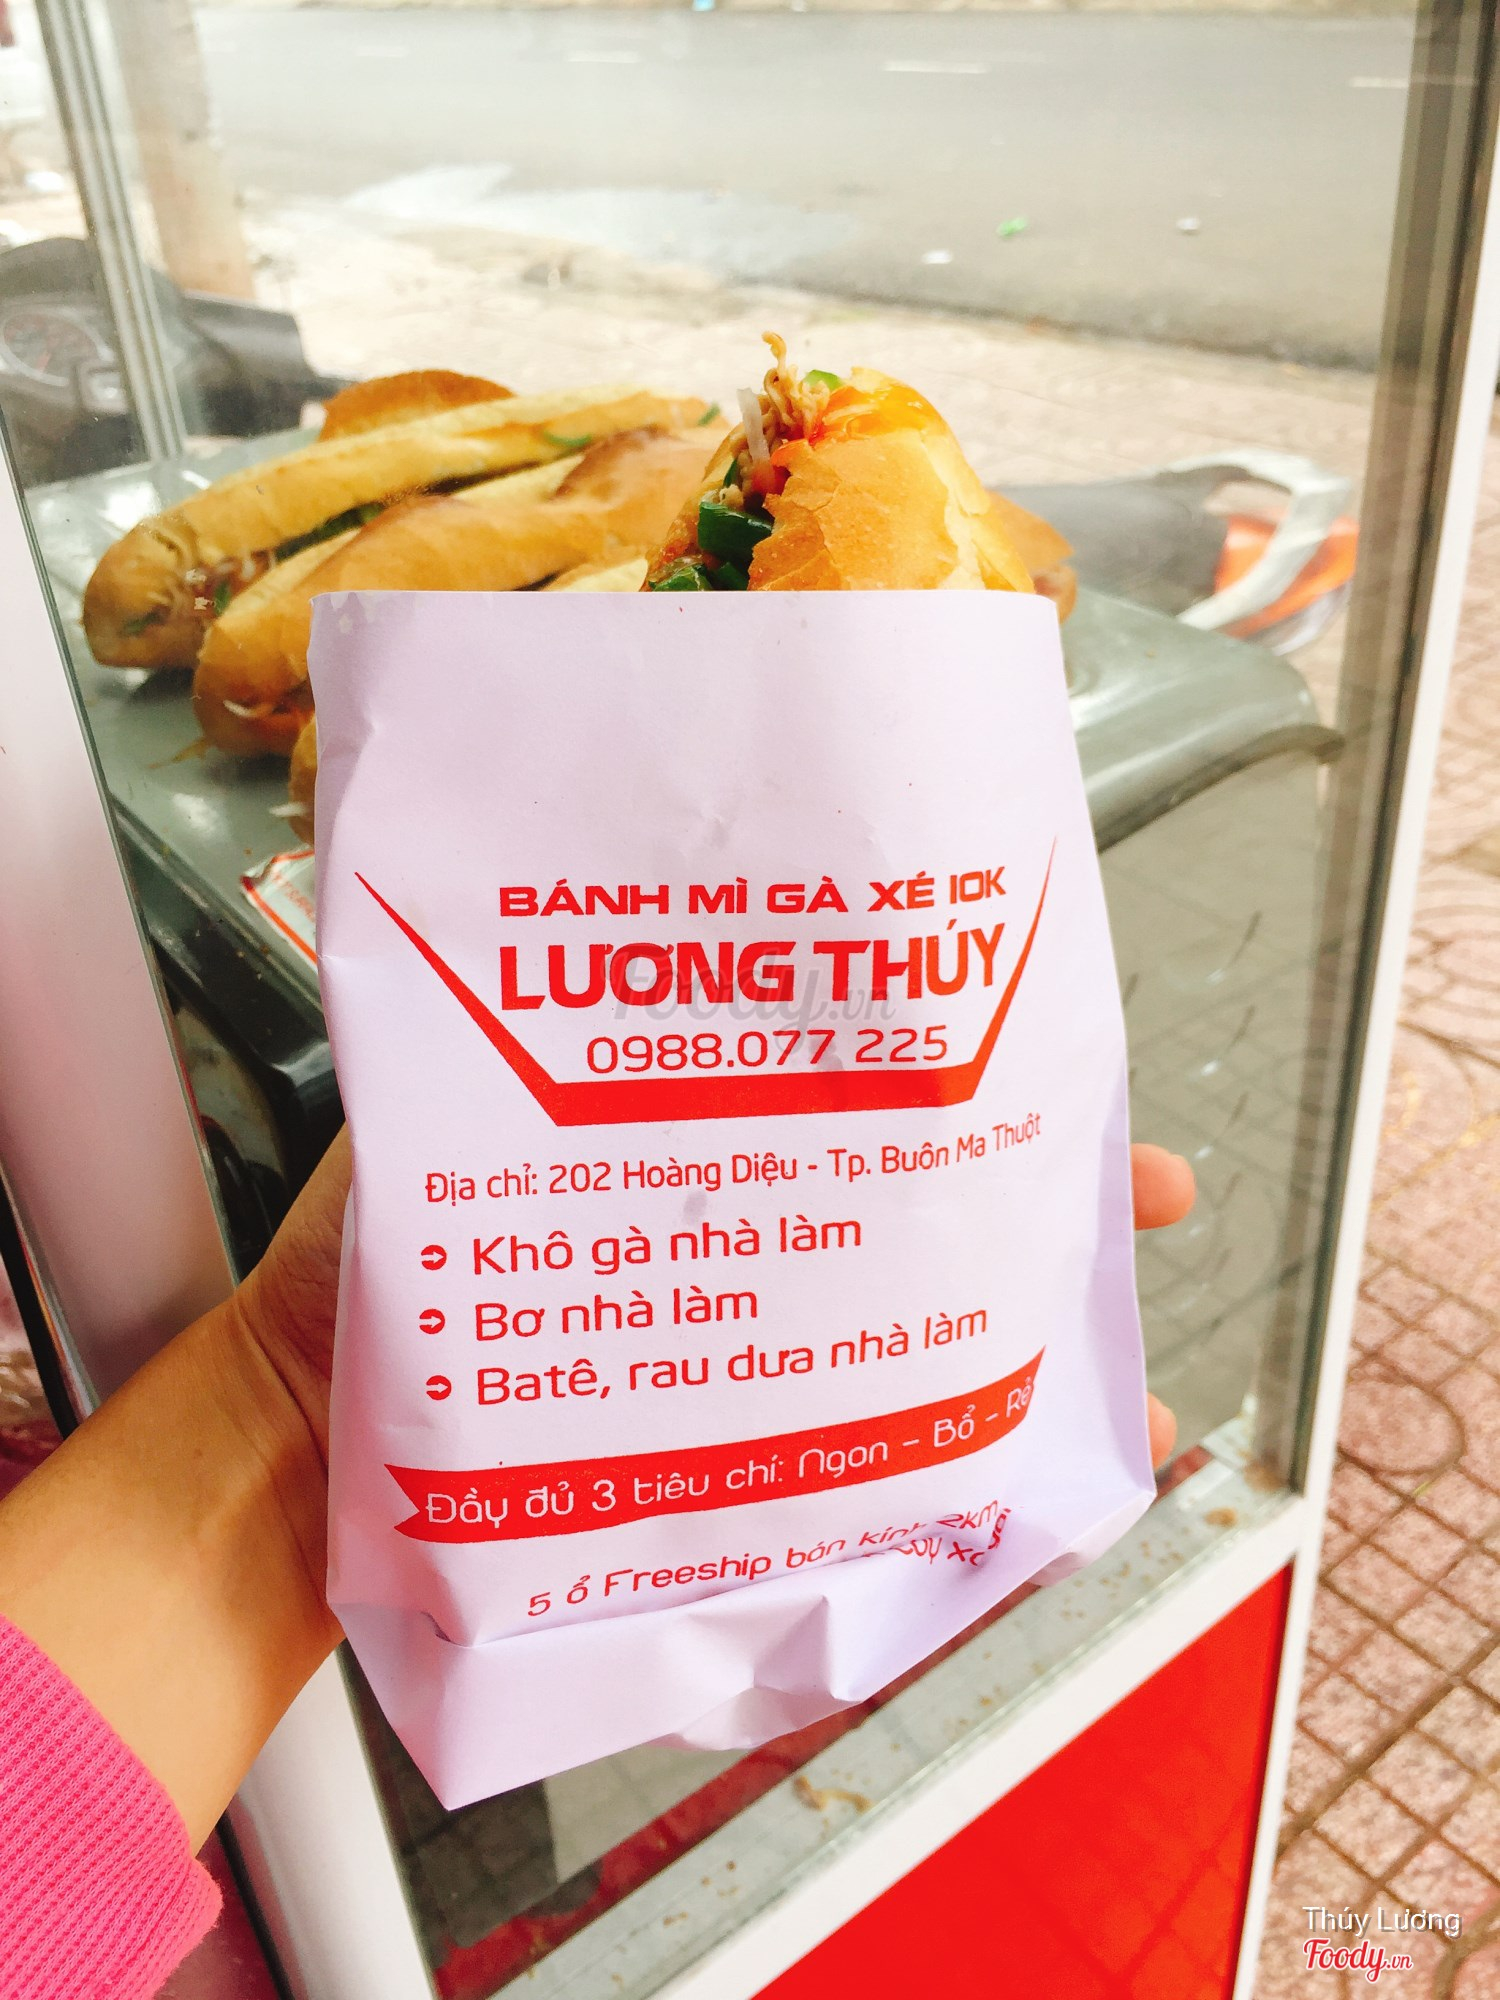 BÁNH MÌ GÀ XÉ 10K
LƯƠNG THÚY
0988.077 225
Địa chỉ: 202 Hoàng Diệu - Tp. Buôn Ma Thuột
Khô gà nhà làm
Bơ nhà làm
Batê, rau dưa nhà làm
Đầy đủ 3 tiêu chí: Ngon - Bổ - Rẻ
5 ổ Freeship bán kính 2km
Foody.vn
Thúy Lương
Foody.vn